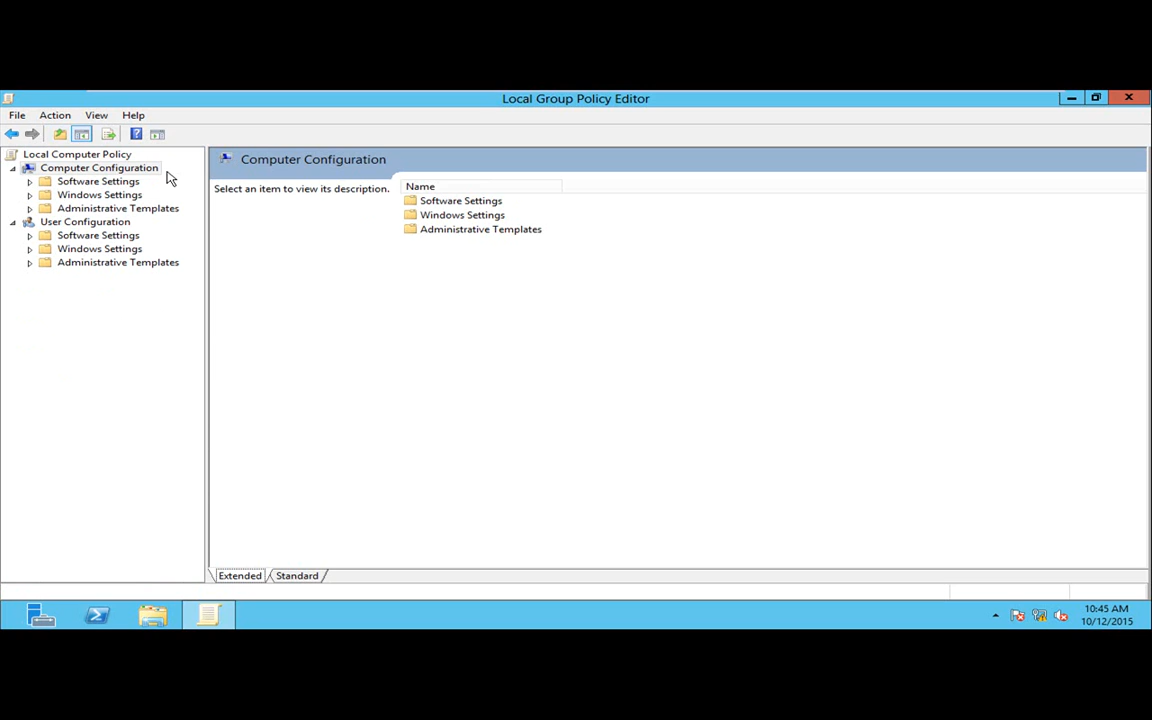 Local Group Policy Editor
File Action View Help
Local Computer Policy
Computer Configuration
Software Settings
Windows Settings
Administrative Templates
User Configuration
Software Settings
Windows Settings
Administrative Templates
Computer Configuration
Select an item to view its description.
Name
Software Settings
Windows Settings
Administrative Templates
Extended Standard
10:45 AM
10/12/2015